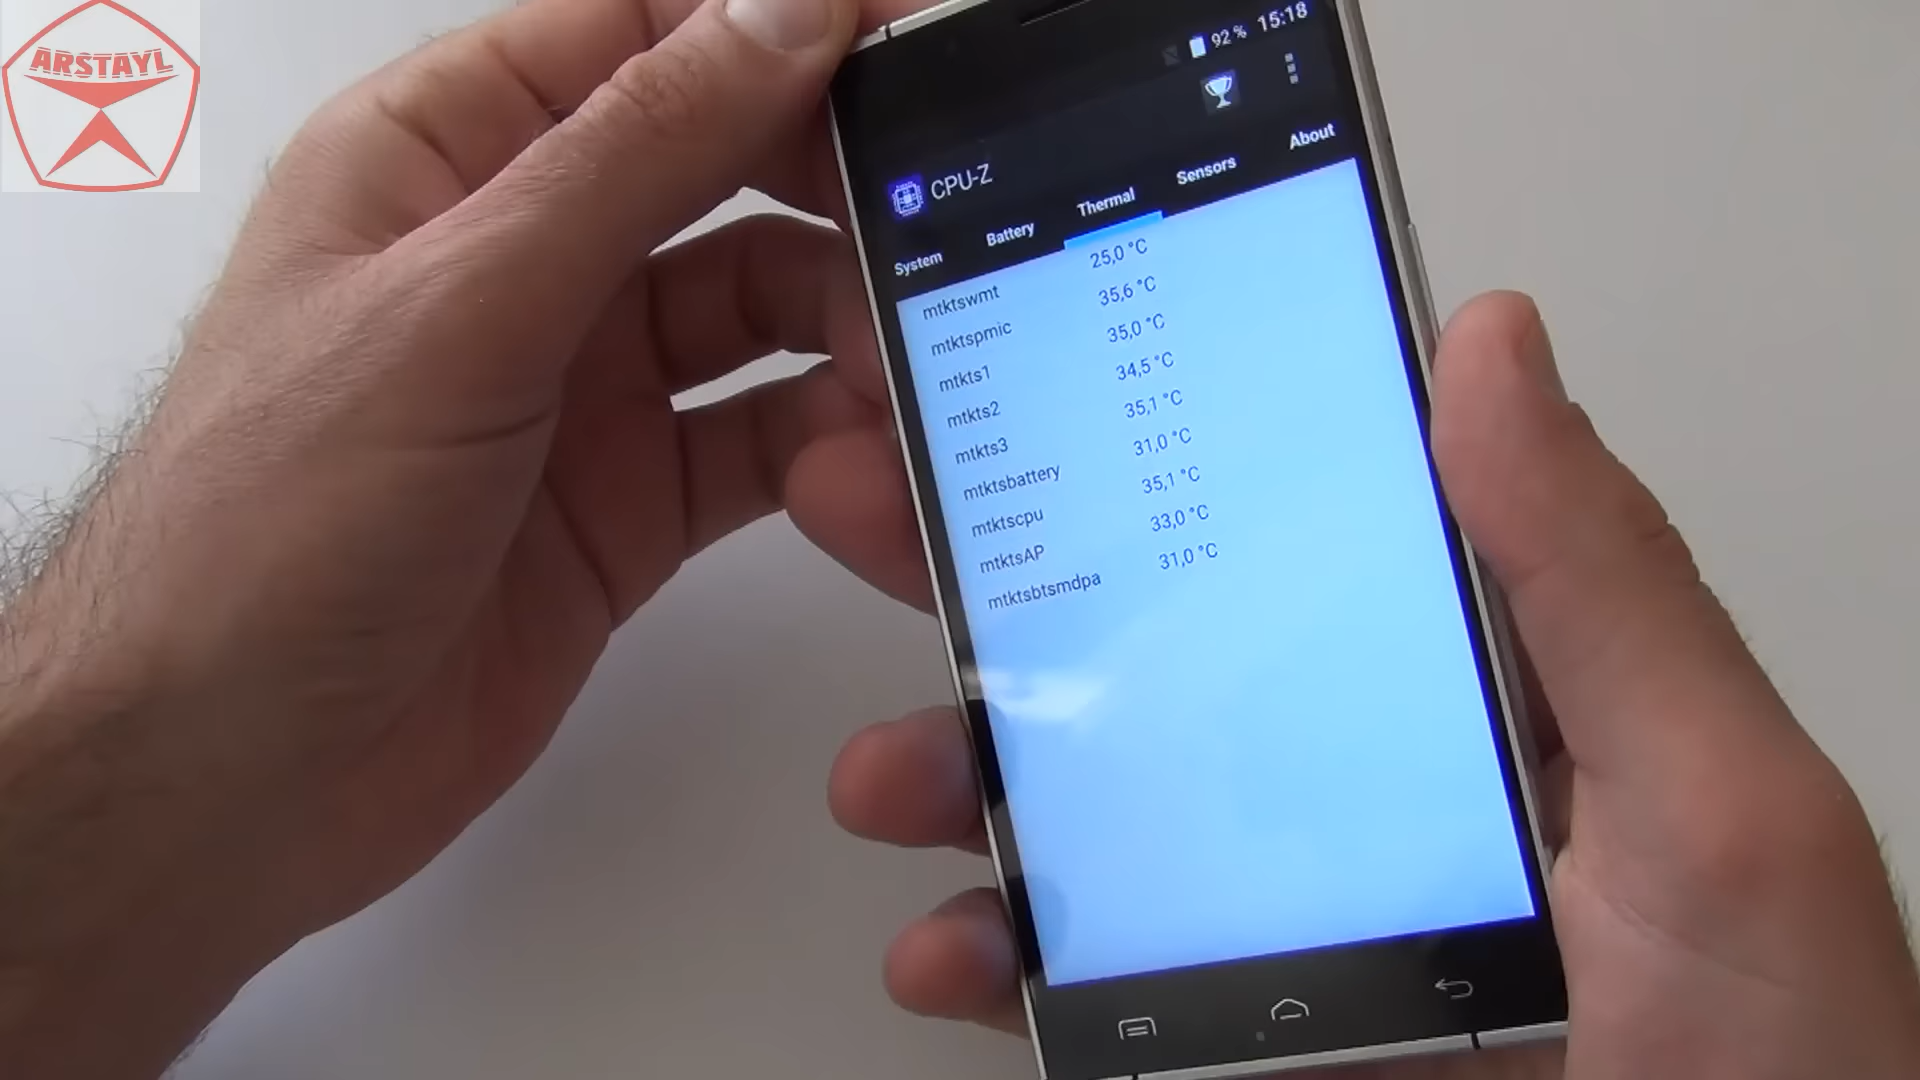 ARSTAYL
92 % 15:18
CPU-Z
System Battery Thermal Sensors About
mtktswmt 25,0 °C
mtktspmic 35,6 °C
mtkts1 35,0 °C
mtkts2 34,5 °C
mtkts3 35,1 °C
mtktsbattery 31,0 °C
mtktscpu 35,1 °C
mtktsAP 33,0 °C
mtktsbtsmdpa 31,0 °C